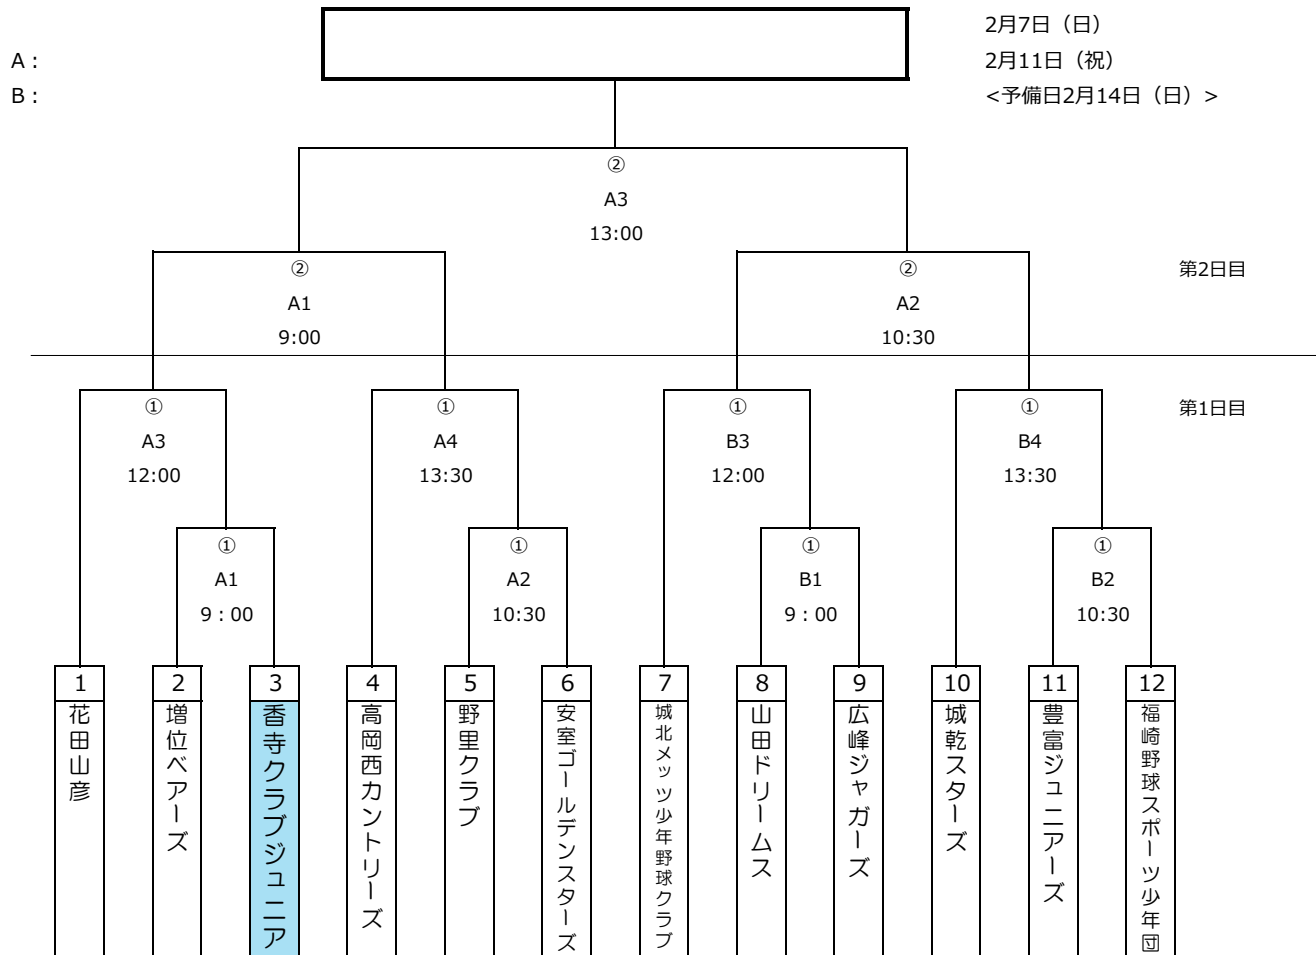 2月7日（日）
A：
2月11日（祝）
B：
<予備日2月14日（日）>
②
A3
13:00
②
②
第2日目
A1
A2
9:00
10:30
①
①
①
①
第1日目
A3
A4
B3
B4
12:00
13:30
12:00
13:30
①
①
①
①
A1
A2
B1
B2
9：00
10:30
9：00
10:30
1
2
3
4
5
6
7
8
9
10
11
12
花田山彦
増位ベアーズ
香寺クラブジュニア
高岡西カントリーズ
野里クラブ
安室ゴールデンスターズ
城北メッツ少年野球クラブ
山田ドリームス
広峰ジャガーズ
城乾スターズ
豊富ジュニアーズ
福崎野球スポーツ少年団